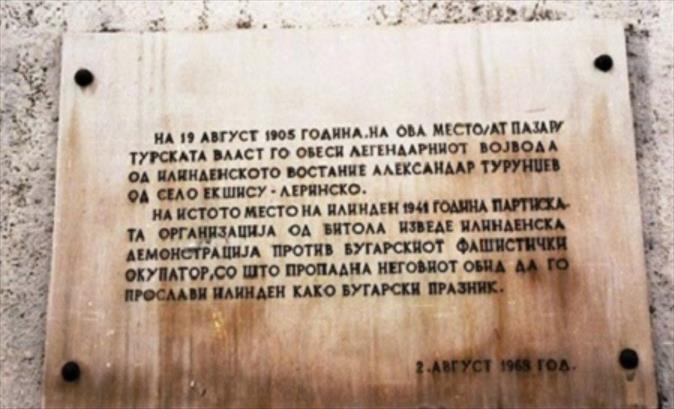 НА 19 АВГУСТ 1905 ГОДИНА, НА ОВА МЕСТО/АТ ПАЗАР/
ТУРСКАТА ВЛАСТ ГО ОБЕСИ ЛЕГЕНДАРНИОТ ВОЈВОДА
ОД ИЛИНДЕНСКОТО ВОСТАНИЕ АЛЕКСАНДАР ТУРУНЏЕВ
ОД СЕЛО ЕКШИСУ - ЛЕРИНСКО.
НА ИСТОТО МЕСТО НА ИЛИНДЕН 1941 ГОДИНА ПАРТИСКА-
ТА ОРГАНИЗАЦИЈА ОД БИТОЛА ИЗВЕДЕ ИЛИНДЕНСКА
ДЕМОНСТРАЦИЈА ПРОТИВ БУГАРСКИОТ ФАШИСТИЧКИ
ОКУПАТОР, СО ШТО ПРОПАДНА НЕГОВИОТ ОБИД ДА ГО
ПРОСЛАВИ ИЛИНДЕН КАКО БУГАРСКИ ПРАЗНИК.
2. АВГУСТ 1968 ГОД.